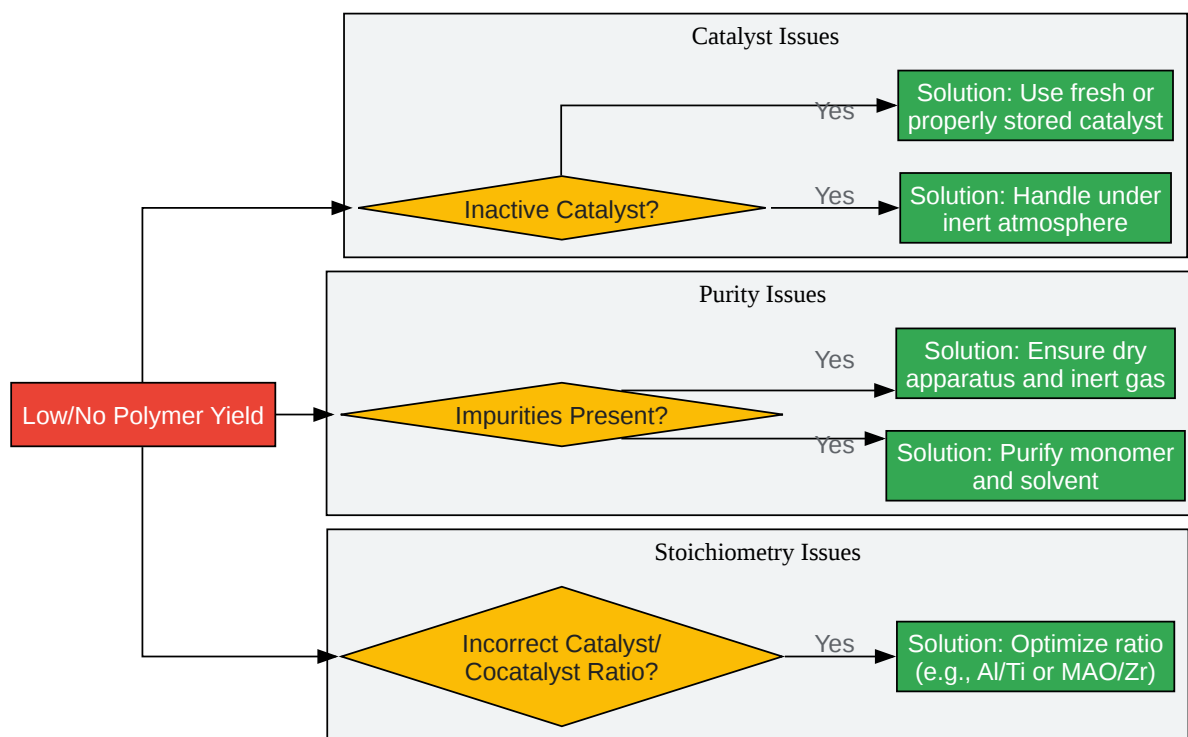 Catalyst Issues
Yes
Solution: Use fresh or
properly stored catalyst
Inactive Catalyst?
Yes
Solution: Handle under
inert atmosphere
Purity Issues
Yes
Solution: Ensure dry
apparatus and inert gas
Low/No Polymer Yield
Impurities Present?
Yes
Solution: Purify monomer
and solvent
Stoichiometry Issues
Incorrect Catalyst/
Cocatalyst Ratio?
Yes
Solution: Optimize ratio
(e.g., Al/Ti or MAO/Zr)